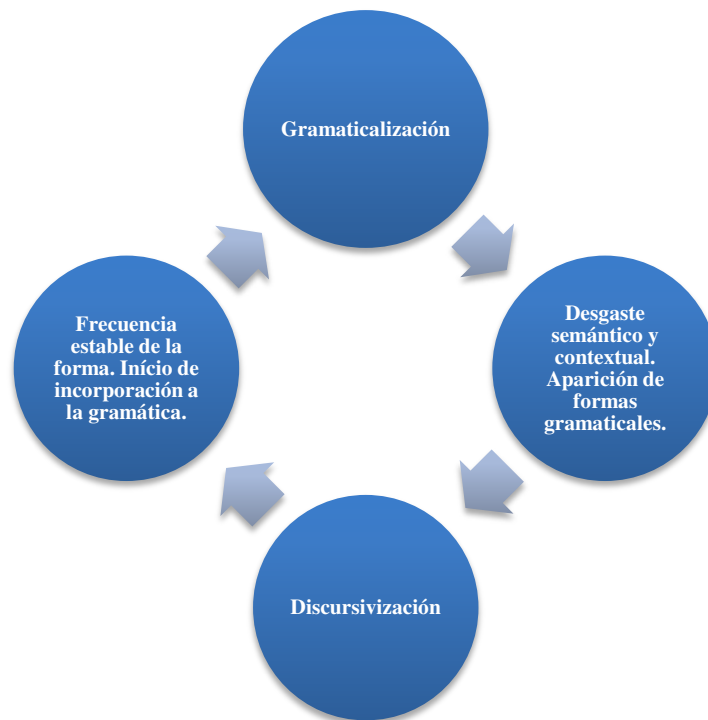 Gramaticalización
Desgaste
semántico y
contextual.
Aparición de
formas
gramaticales.
Discursivización
Frecuencia
estable de la
forma. Início de
incorporación a
la gramática.